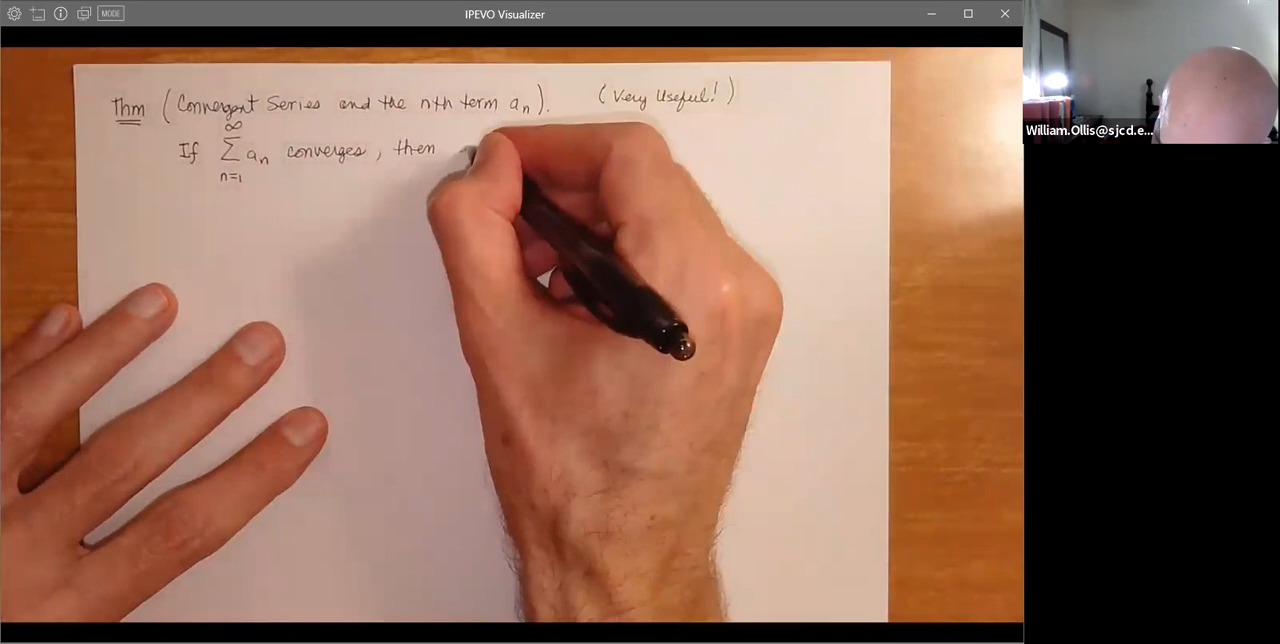 MODE
IPEVO Visualizer
Thm (Convergent Series and the nth term aₙ). (Very Useful!)
∞
If Σ aₙ converges, then
n=1
William.Ollis@sjcd.e...